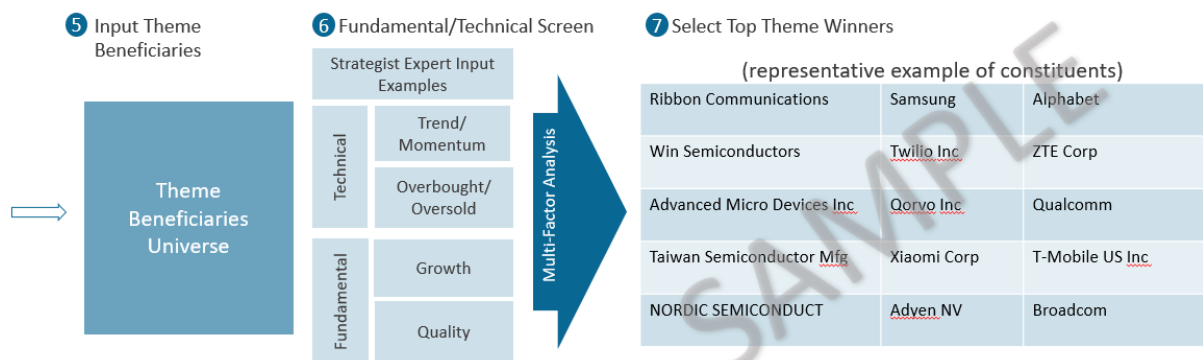 5 Input Theme
Beneficiaries
Theme
Beneficiaries
Universe
6 Fundamental/Technical Screen
Strategist Expert Input
Examples
Technical
Trend/
Momentum
Overbought/
Oversold
Fundamental
Growth
Quality
Multi-Factor Analysis
7 Select Top Theme Winners
(representative example of constituents)
Ribbon Communications Samsung Alphabet
Win Semiconductors Twilio Inc ZTE Corp
Advanced Micro Devices Inc Qorvo Inc Qualcomm
Taiwan Semiconductor Mfg Xiaomi Corp T-Mobile US Inc
NORDIC SEMICONDUCT Adyen NV Broadcom
SAMPLE